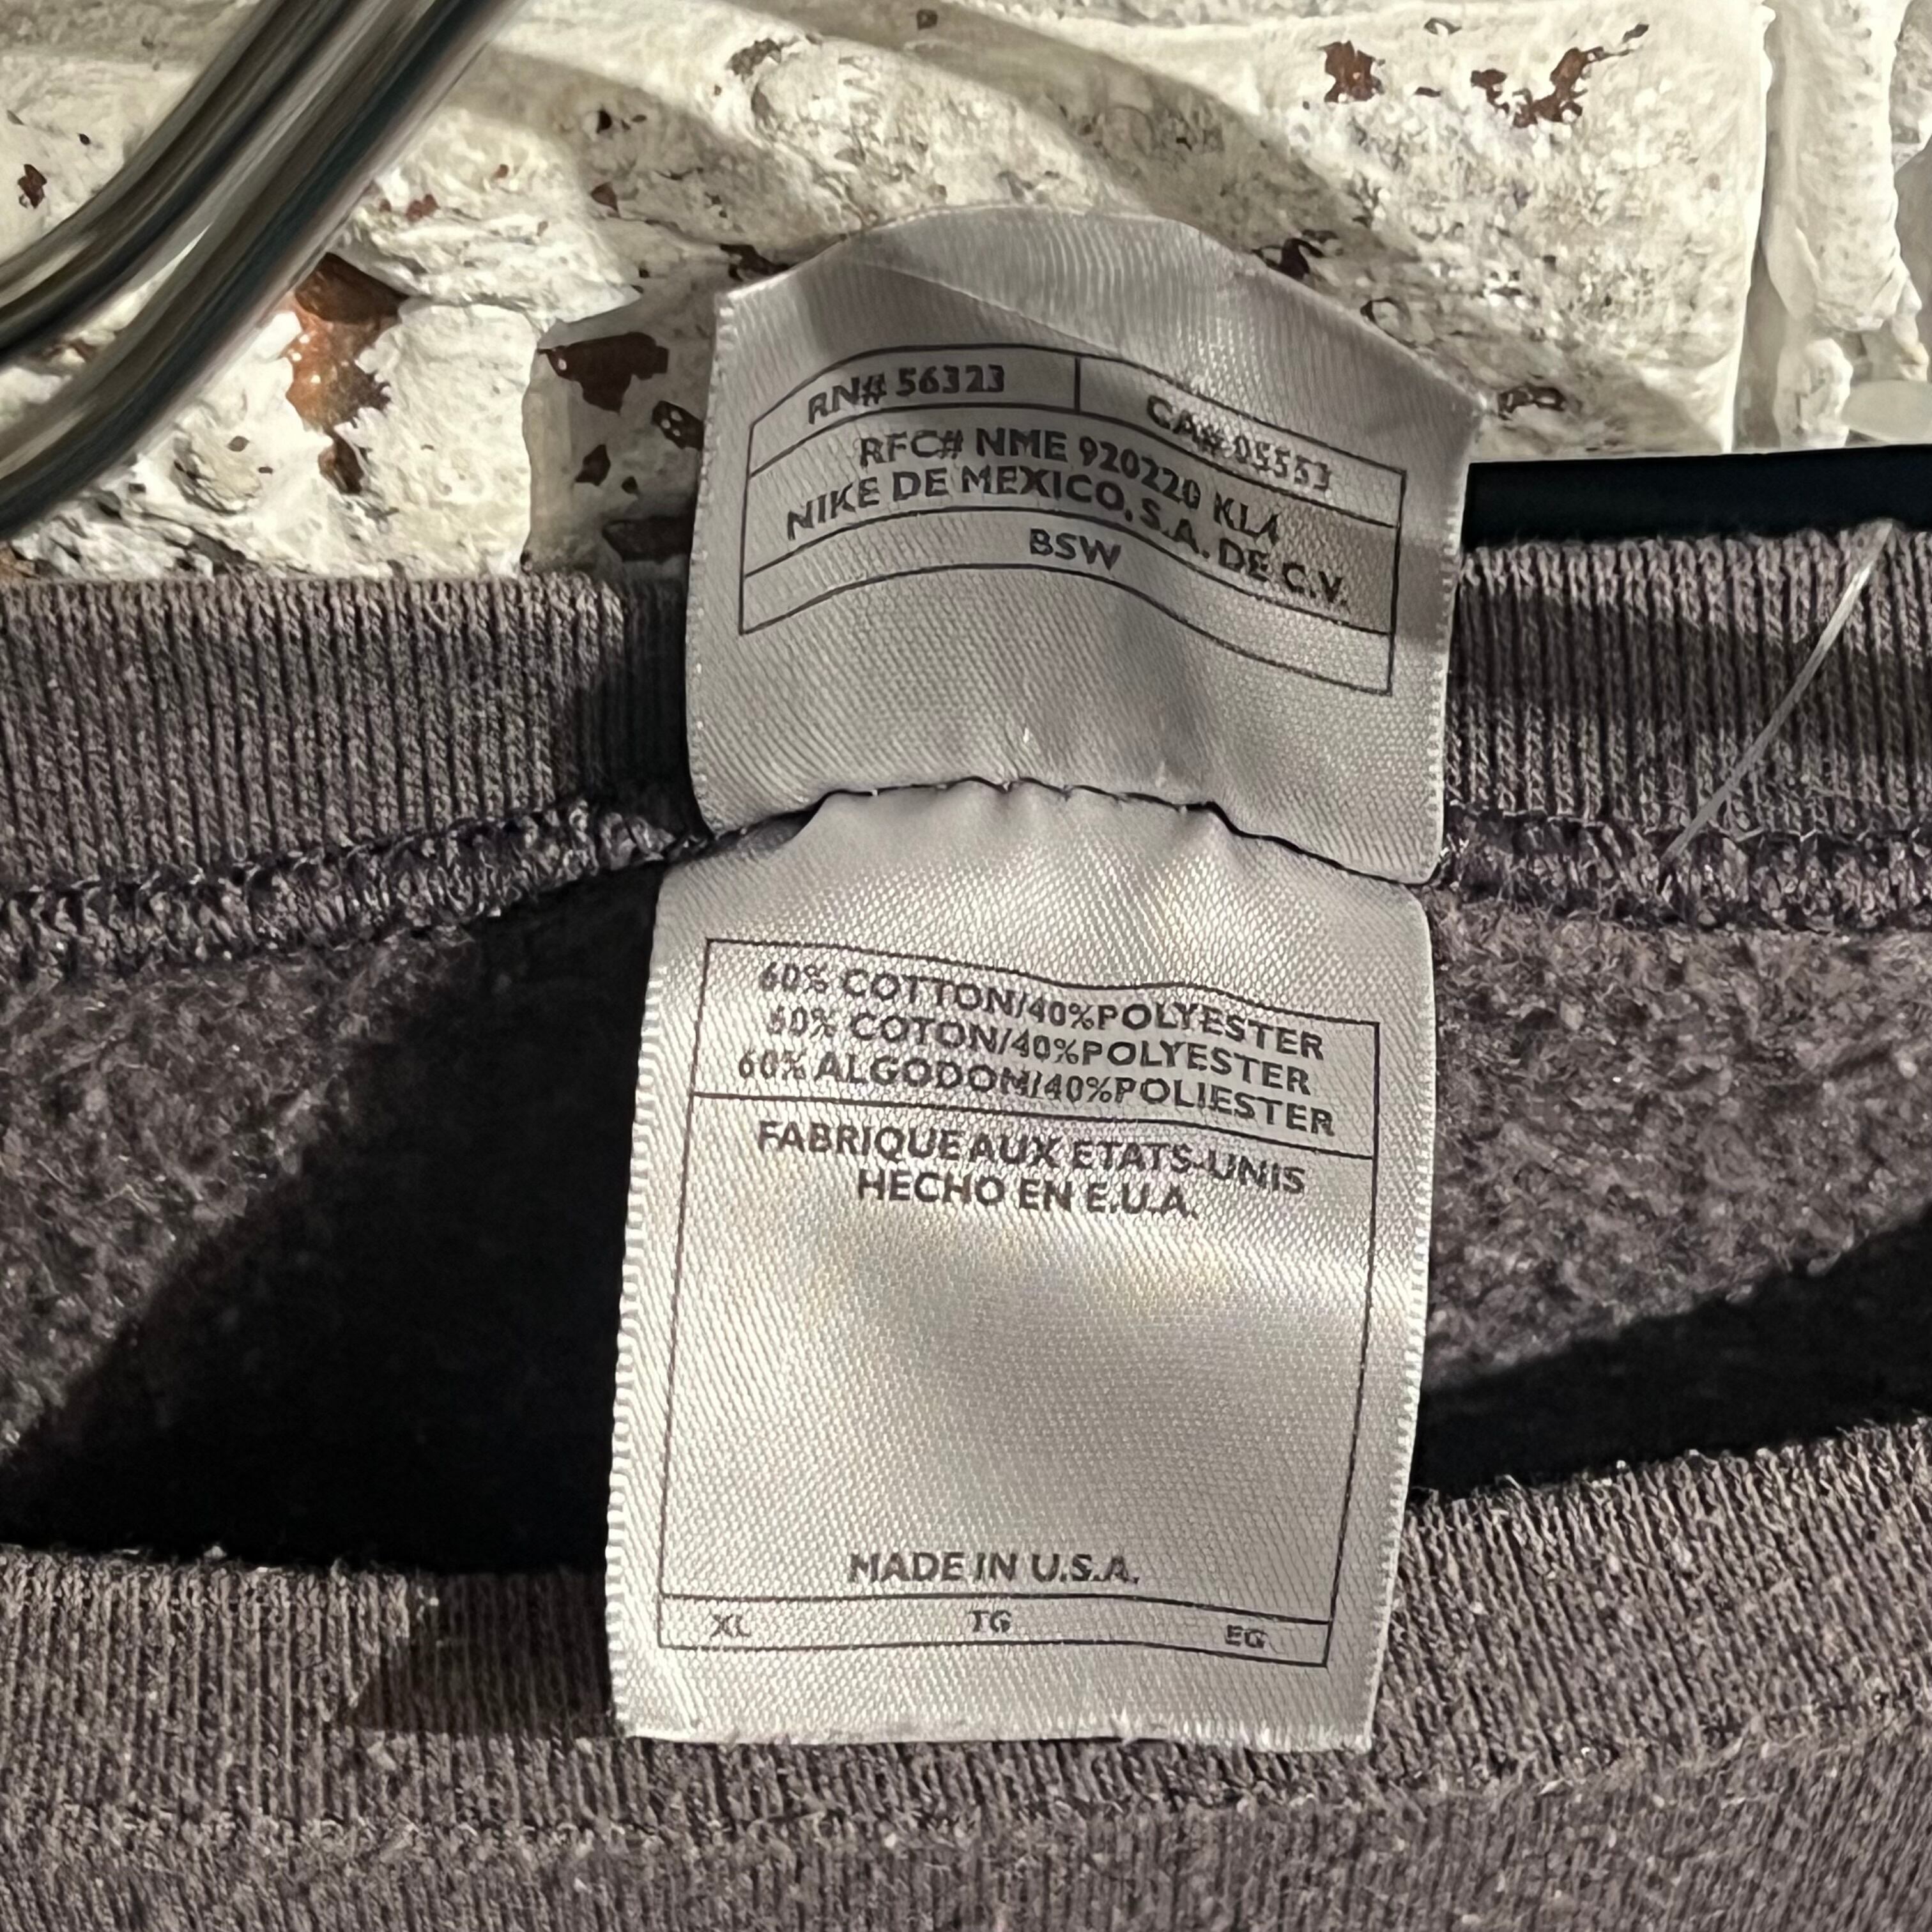 RN# 56323 CA# 05553
RFC# NME 920220 KL4
NIKE DE MEXICO, S.A. DE C.V.
BSW
60% COTTON/40%POLYESTER
60% COTON/40%POLYESTER
60% ALGODON/40%POLIESTER
FABRIQUE AUX ETATS-UNIS
HECHO EN E.U.A.
MADE IN U.S.A.
XL TG EG